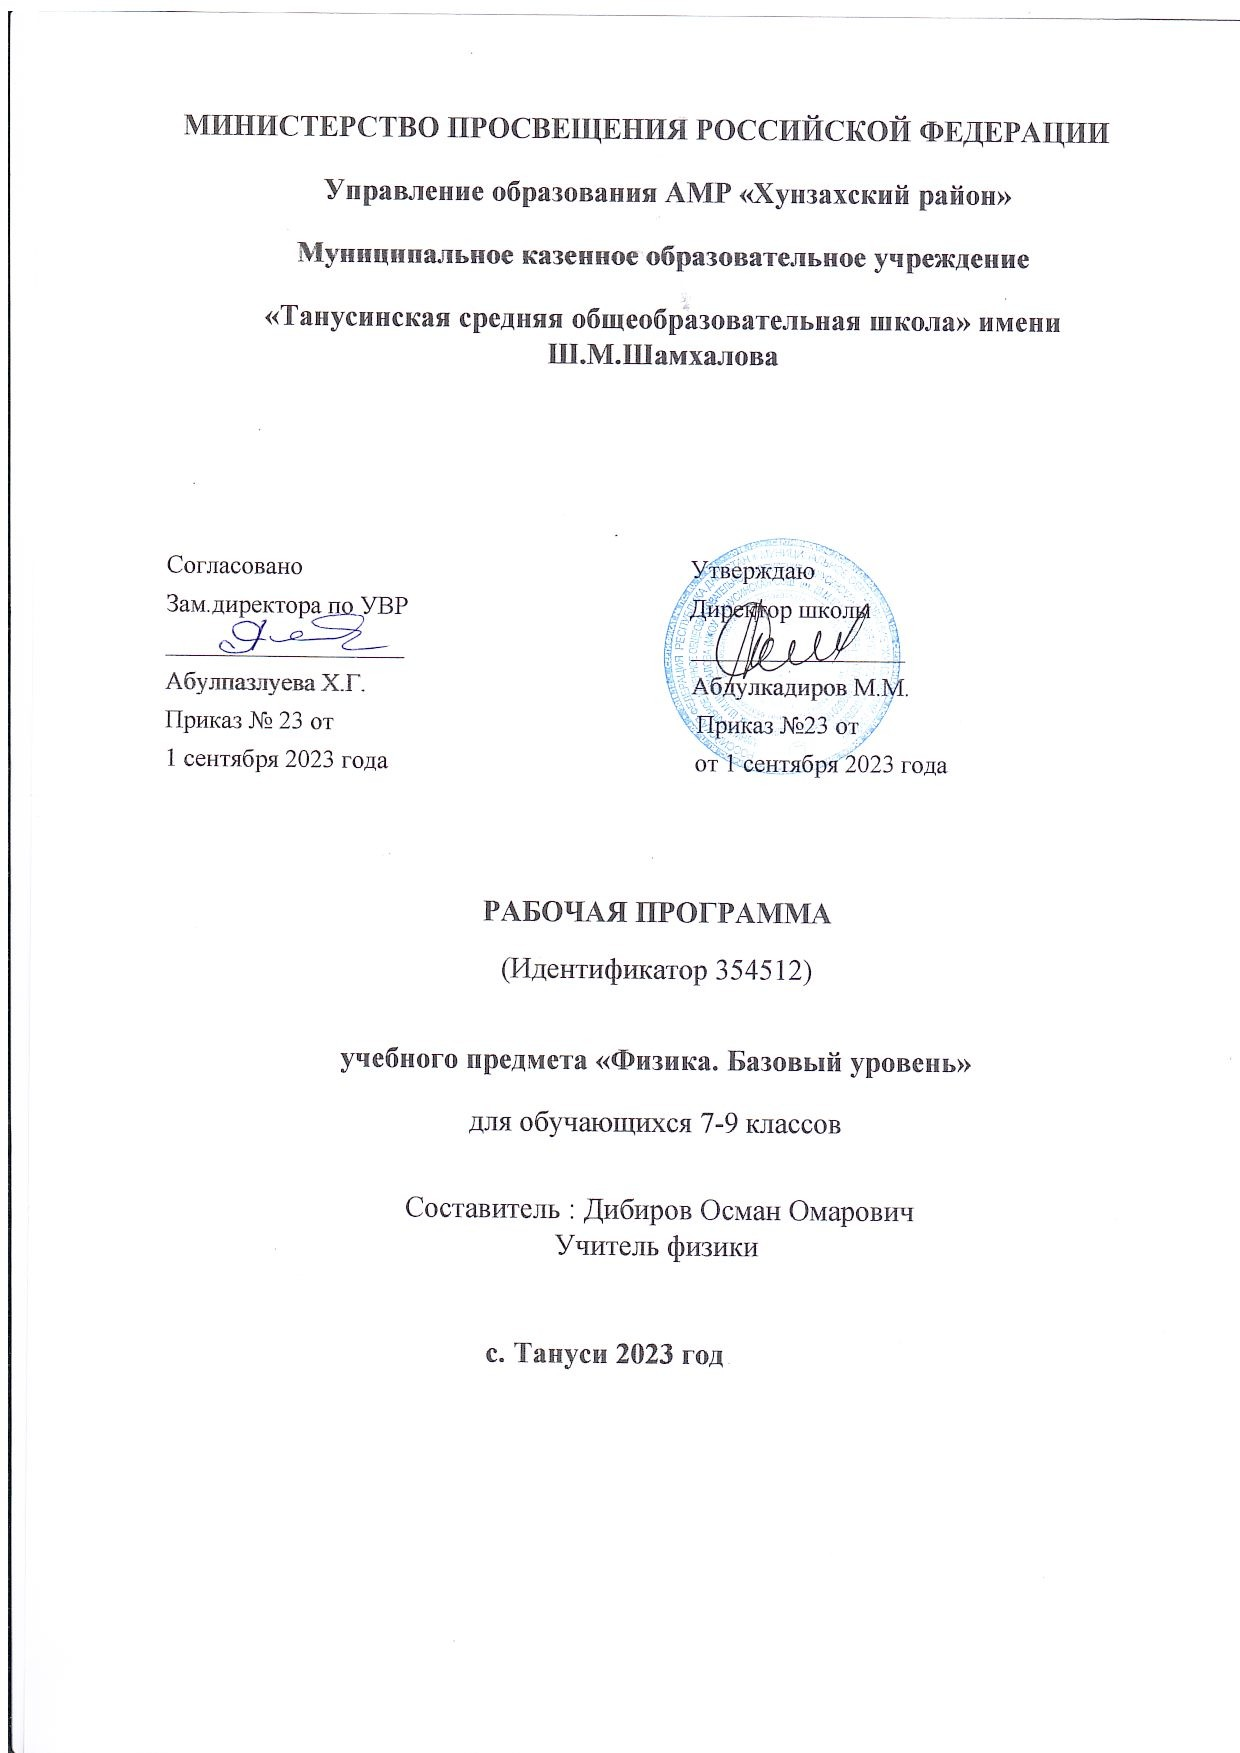 МИНИСТЕРСТВО ПРОСВЕЩЕНИЯ РОССИЙСКОЙ ФЕДЕРАЦИИ
Управление образования АМР «Хунзахский район»
Муниципальное казенное образовательное учреждение
«Танусинская средняя общеобразовательная школа» имени
Ш.М.Шамхалова
Согласовано
Зам.директора по УВР
Абулпазлуева Х.Г.
Приказ № 23 от
1 сентября 2023 года
Утверждаю
Директор школы
Абдулкадиров М.М.
Приказ №23 от
от 1 сентября 2023 года
РАБОЧАЯ ПРОГРАММА
(Идентификатор 354512)
учебного предмета «Физика. Базовый уровень»
для обучающихся 7-9 классов
Составитель : Дибиров Осман Омарович
Учитель физики
с. Тануси 2023 год